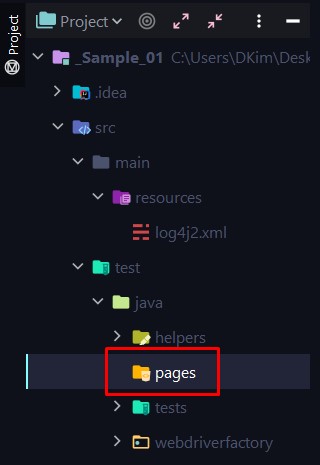 Project
Project
_Sample_01 C:\Users\DKim\Desk
.idea
src
main
resources
log4j2.xml
test
java
helpers
pages
tests
webdriverfactory